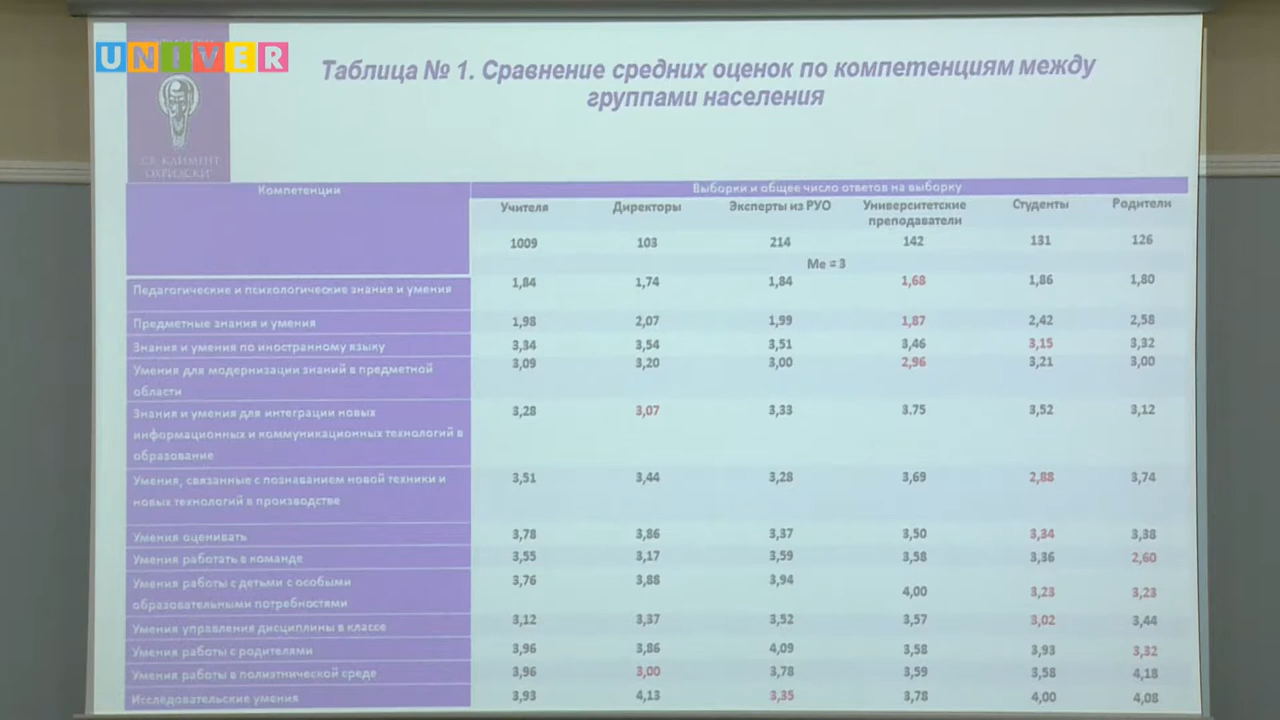 UNIVER
СВ. КЛИМЕНТ
ОХРИДСКИ
Таблица № 1. Сравнение средних оценок по компетенциям между
группами населения
Компетенции
Выборки и общее число ответов на выборку
Учителя Директоры Эксперты из РУО Университетские преподаватели Студенты Родители
1009 103 214 142 131 126
Me = 3
Педагогические и психологические знания и умения 1,84 1,74 1,84 1,68 1,86 1,80
Предметные знания и умения 1,98 2,07 1,99 1,87 2,42 2,58
Знания и умения по иностранному языку 3,34 3,54 3,51 3,46 3,15 3,32
Умения для модернизации знаний в предметной 3,09 3,20 3,00 2,96 3,21 3,00
области
Знания и умения для интеграции новых 3,28 3,07 3,33 3.75 3,52 3,12
информационных и коммуникационных технологий в
образование
Умения, связанные с познаванием новой техники и 3,51 3,44 3,28 3,69 2,88 3,74
новых технологий в производстве
Умения оценивать 3,78 3,86 3,37 3,50 3,34 3,38
Умения работать в команде 3,55 3,17 3,59 3,58 3,36 2,60
Умения работы с детьми с особыми 3,76 3,88 3,94 4,00 3,23 3,23
образовательными потребностями
Умения управления дисциплины в классе 3,12 3,37 3,52 3,57 3,02 3,44
Умения работы с родителями 3,96 3,86 4,09 3,58 3,93 3,32
Умения работы в полиэтнической среде 3,96 3,00 3,78 3,59 3,58 4,18
Исследовательские умения 3,93 4,13 3,35 3,78 4,00 4,08